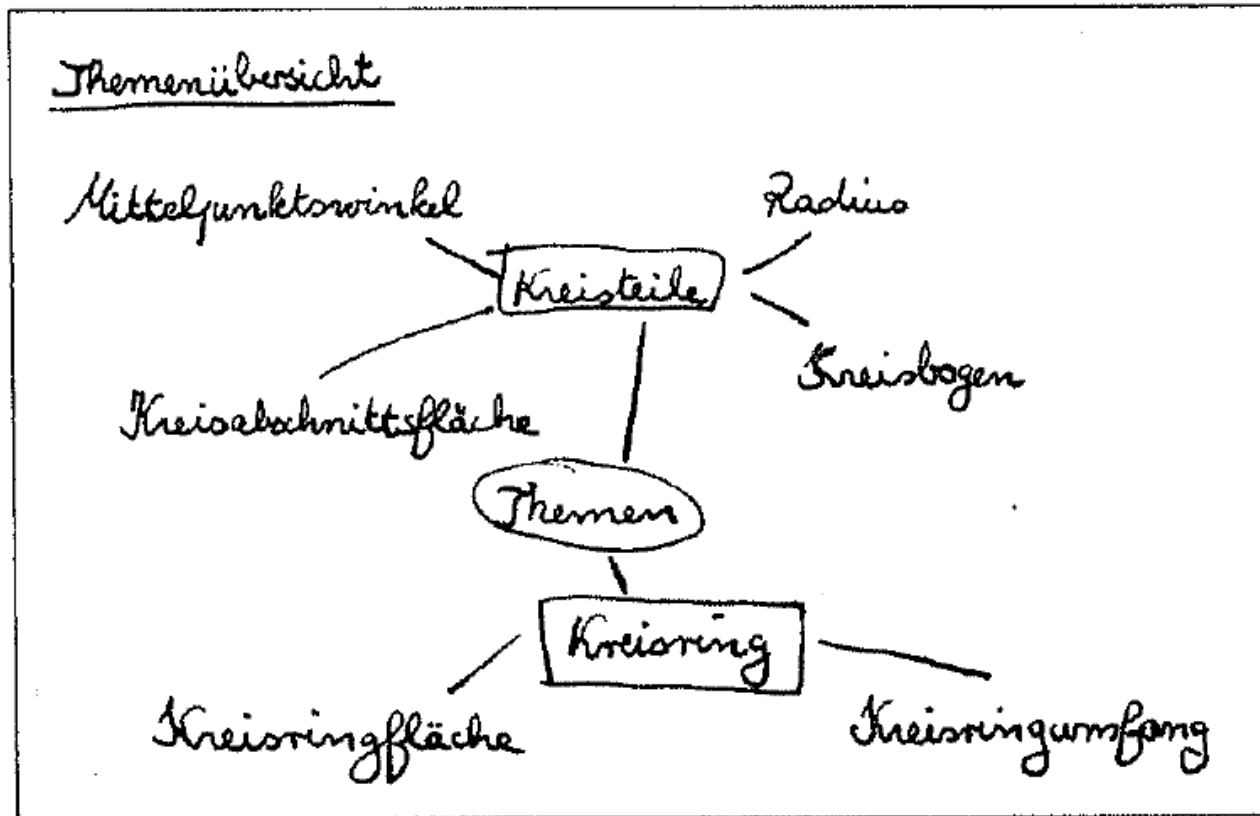 Themenübersicht
Mittelpunktswinkel
Radius
Kreisteile
Kreisbogen
Kreisabschnittsfläche
Themen
Kreisring
Kreisringfläche
Kreisringumfang